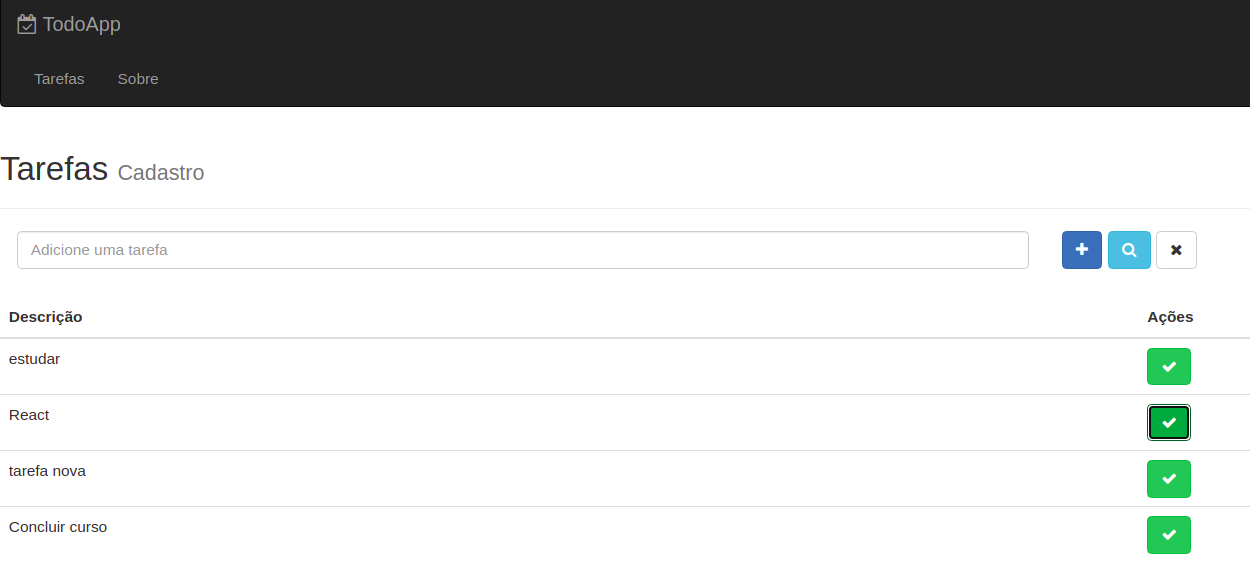 TodoApp
Tarefas Sobre
Tarefas Cadastro
Adicione uma tarefa
Descrição Ações
estudar
React
tarefa nova
Concluir curso